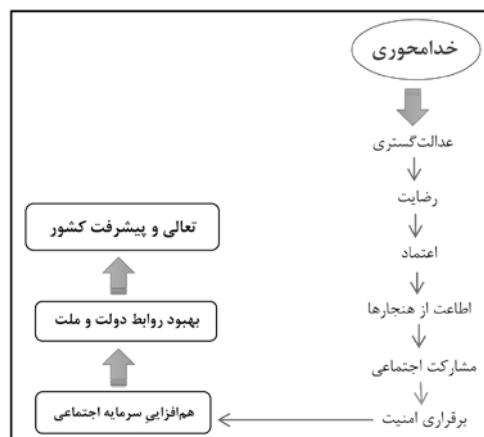 خدامحوری
عدالت‌گستری
رضایت
اعتماد
اطاعت از هنجارها
مشارکت اجتماعی
برقراری امنیت
هم‌افزاییِ سرمایه اجتماعی
بهبود روابط دولت و ملت
تعالی و پیشرفت کشور